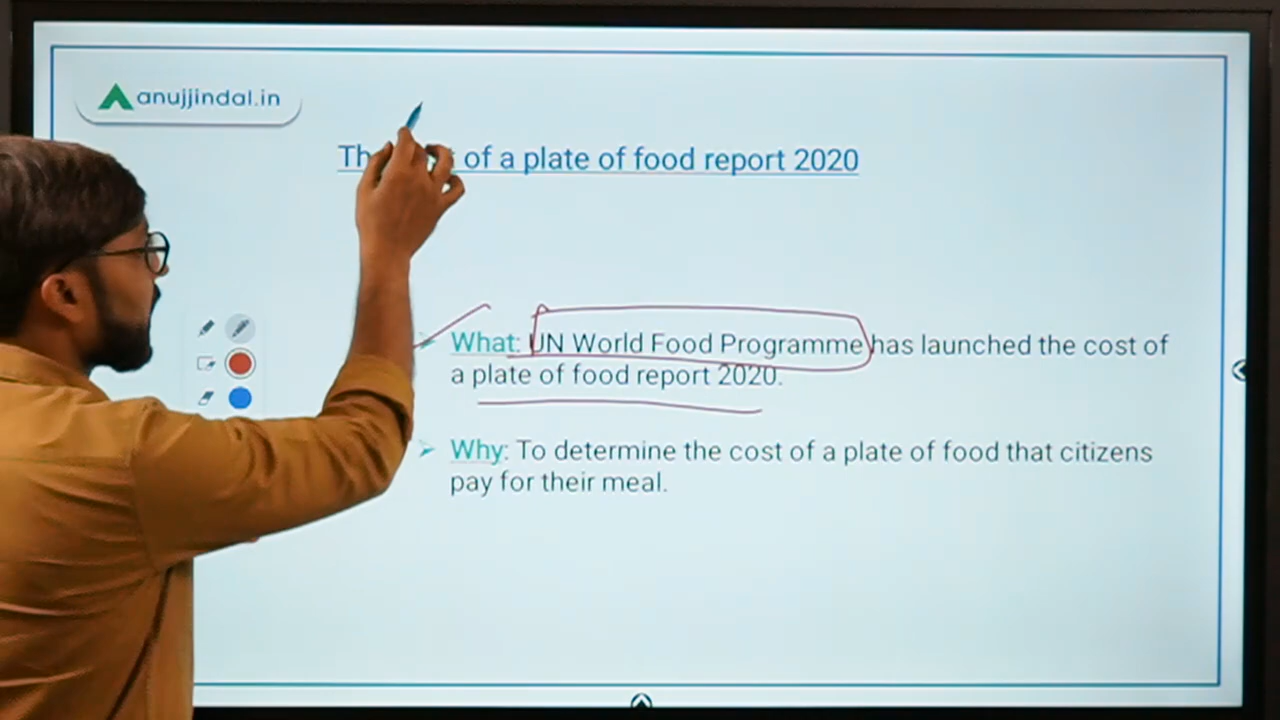 anujjindal.in
of a plate of food report 2020
What: UN World Food Programme has launched the cost of
a plate of food report 2020.
Why: To determine the cost of a plate of food that citizens
pay for their meal.